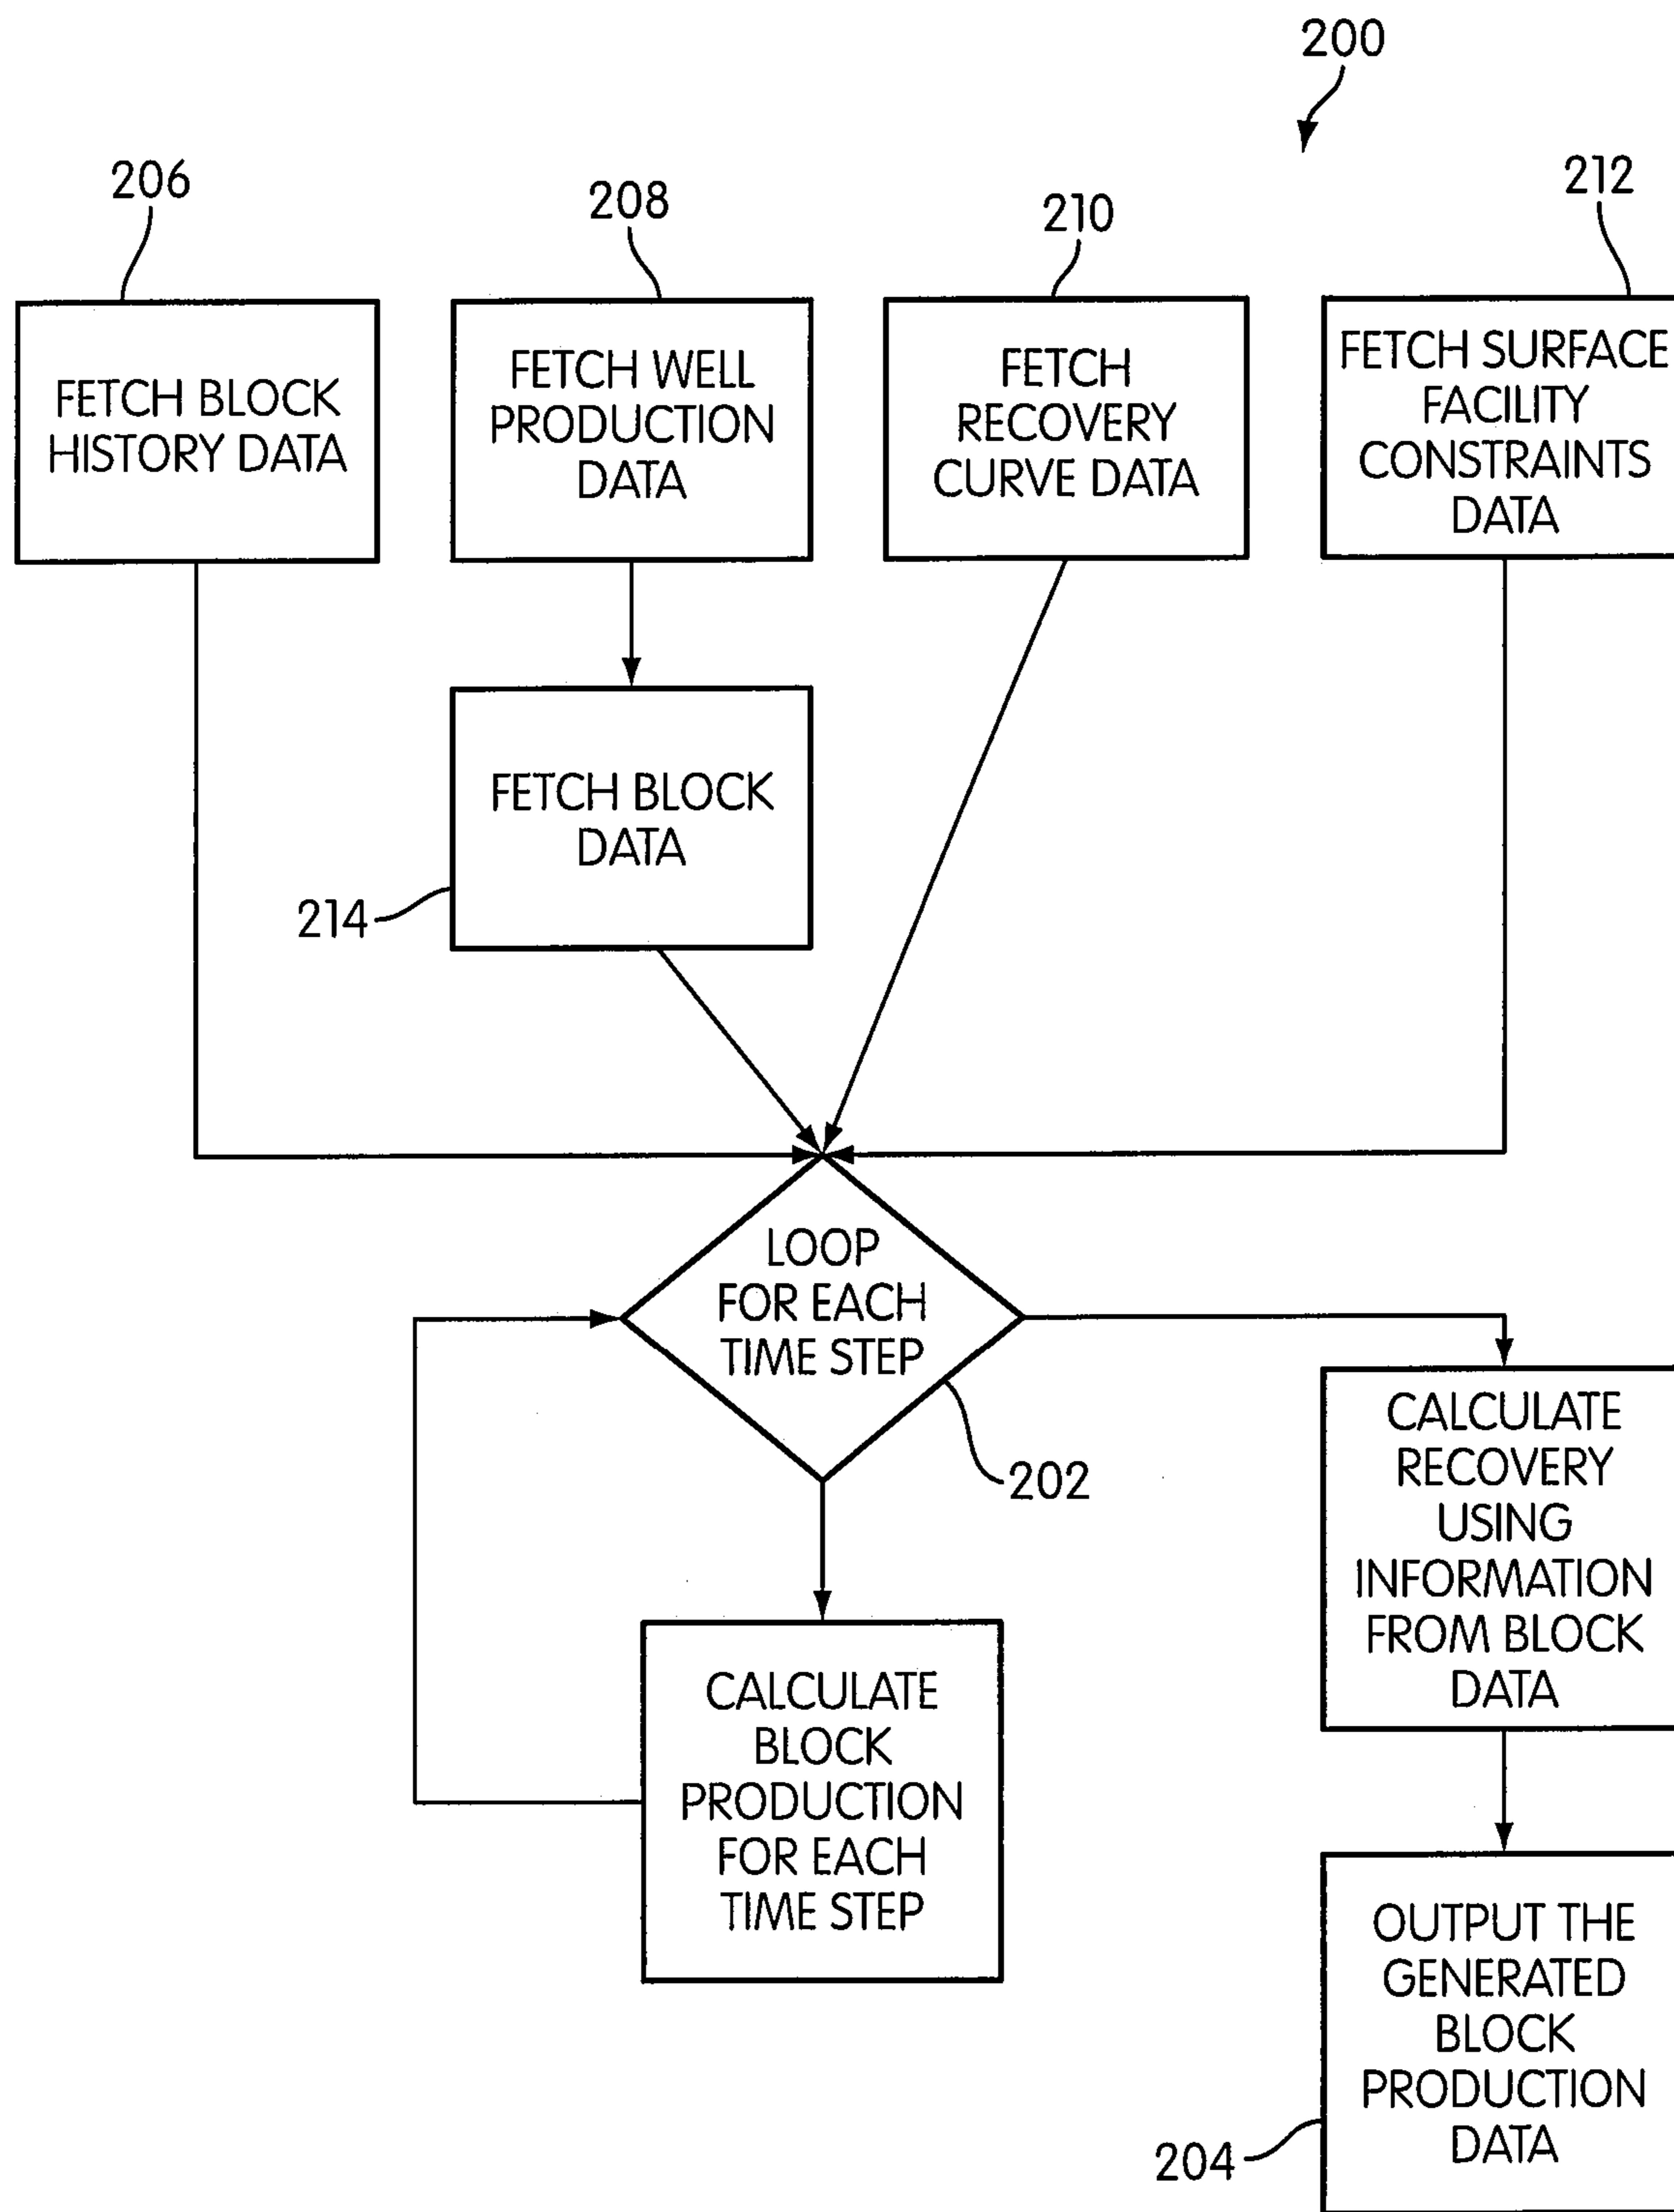 200
206
208
210
212
FETCH BLOCK
HISTORY DATA
FETCH WELL
PRODUCTION
DATA
FETCH
RECOVERY
CURVE DATA
FETCH SURFACE
FACILITY
CONSTRAINTS
DATA
FETCH BLOCK
DATA
214
LOOP
FOR EACH
TIME STEP
202
CALCULATE
BLOCK
PRODUCTION
FOR EACH
TIME STEP
CALCULATE
RECOVERY
USING
INFORMATION
FROM BLOCK
DATA
OUTPUT THE
GENERATED
BLOCK
PRODUCTION
DATA
204